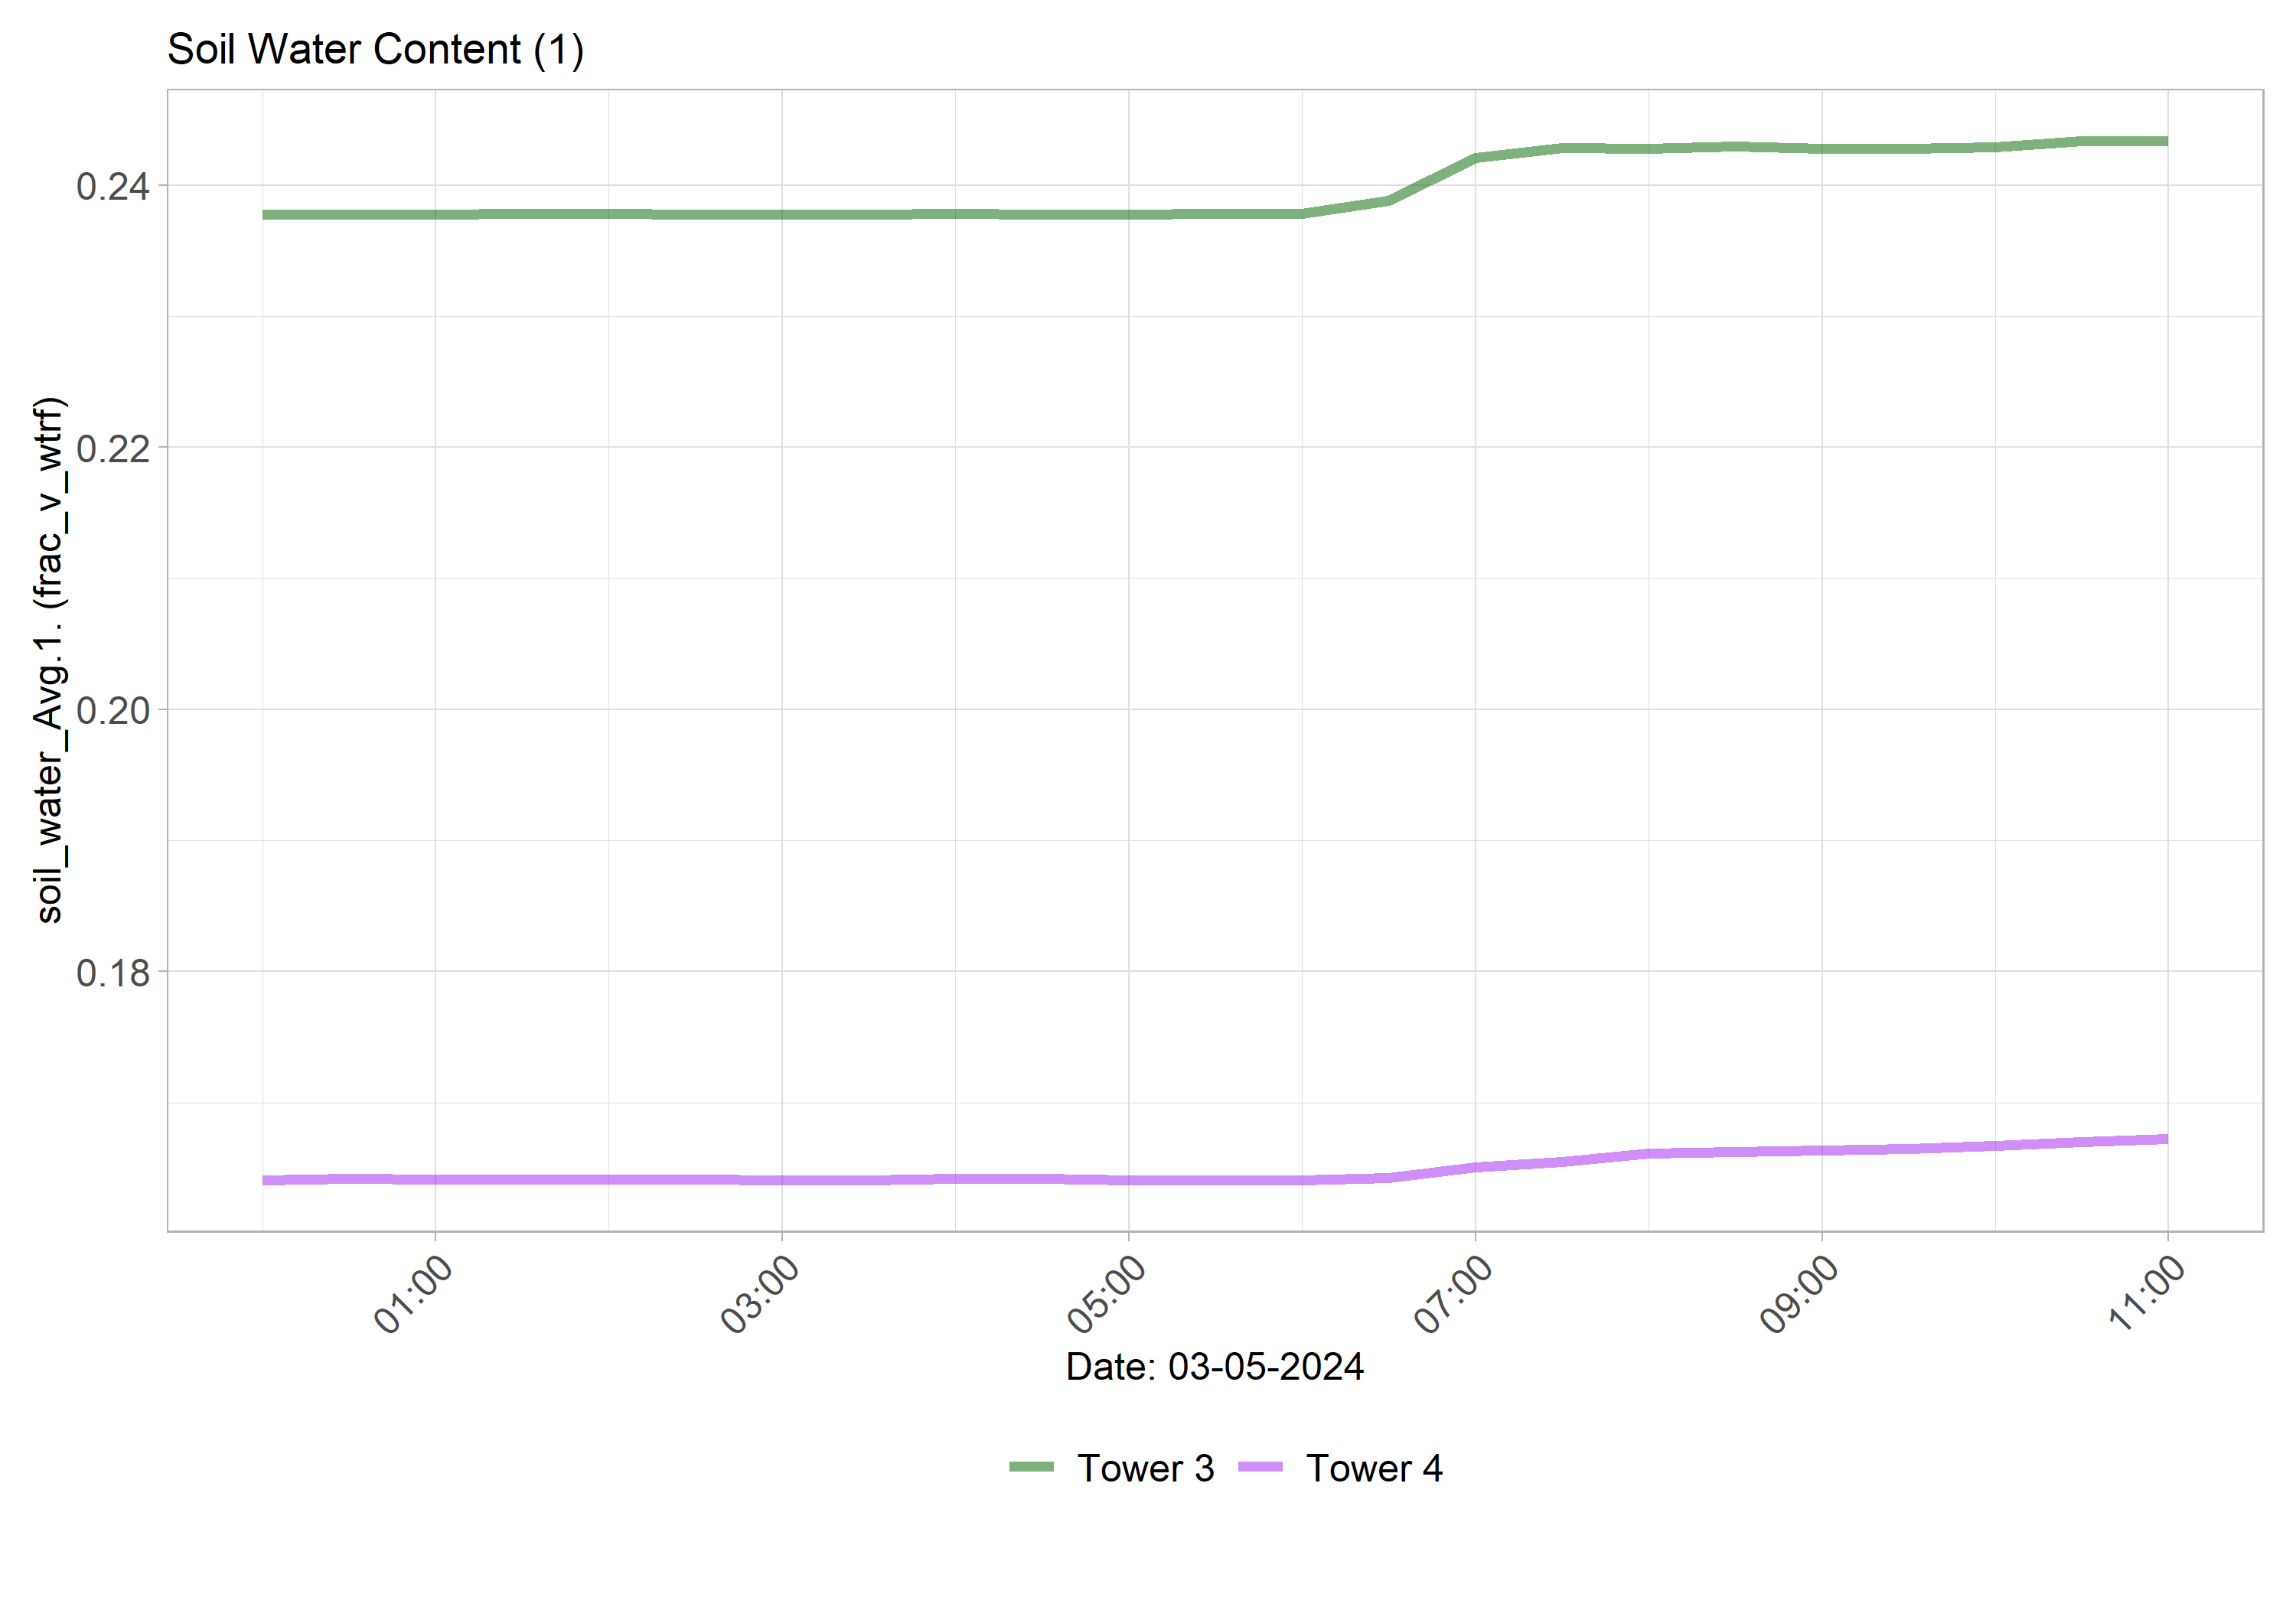 Soil Water Content (1)
soil_water_Avg.1. (frac_v_wtrf)
0.24
0.22
0.20
0.18
01:00
03:00
05:00
07:00
09:00
11:00
Date: 03-05-2024
Tower 3
Tower 4